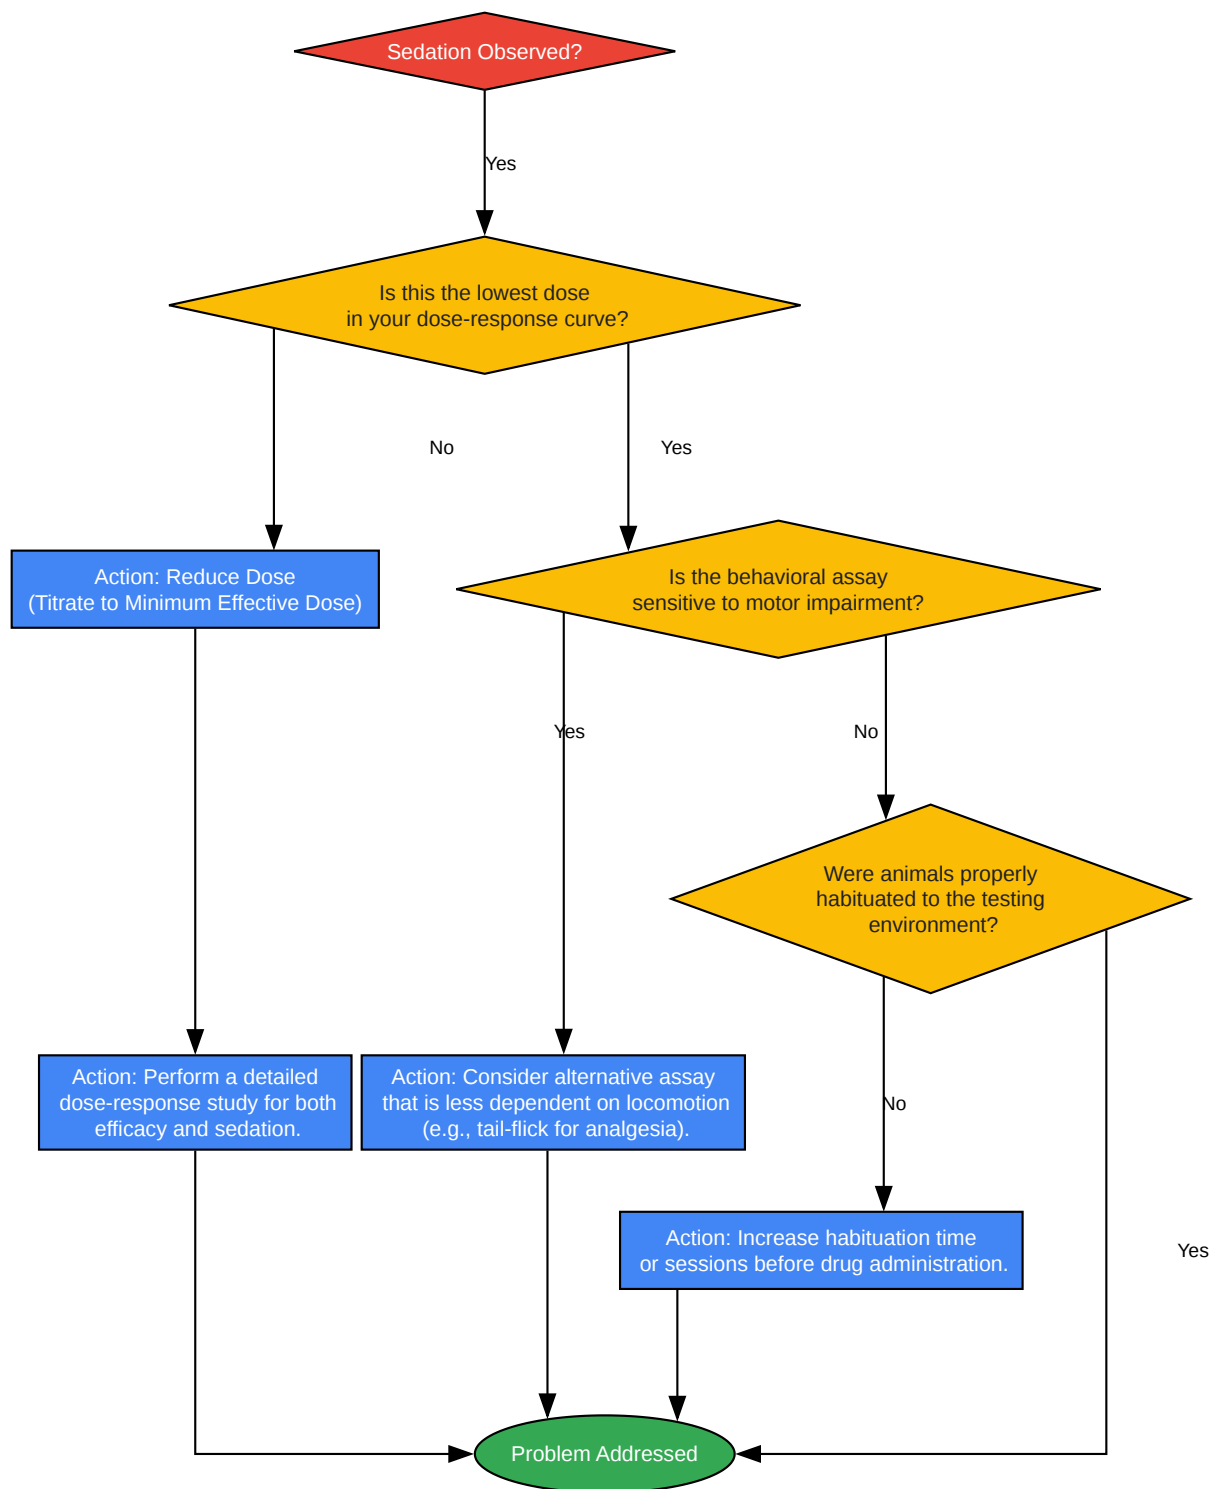 Sedation Observed?
Yes
Is this the lowest dose
in your dose-response curve?
No
Yes
Action: Reduce Dose
(Titrate to Minimum Effective Dose)
Is the behavioral assay
sensitive to motor impairment?
Yes
No
Were animals properly
habituated to the testing
environment?
Action: Perform a detailed
dose-response study for both
efficacy and sedation.
Action: Consider alternative assay
that is less dependent on locomotion
(e.g., tail-flick for analgesia).
No
Action: Increase habituation time
or sessions before drug administration.
Yes
Problem Addressed